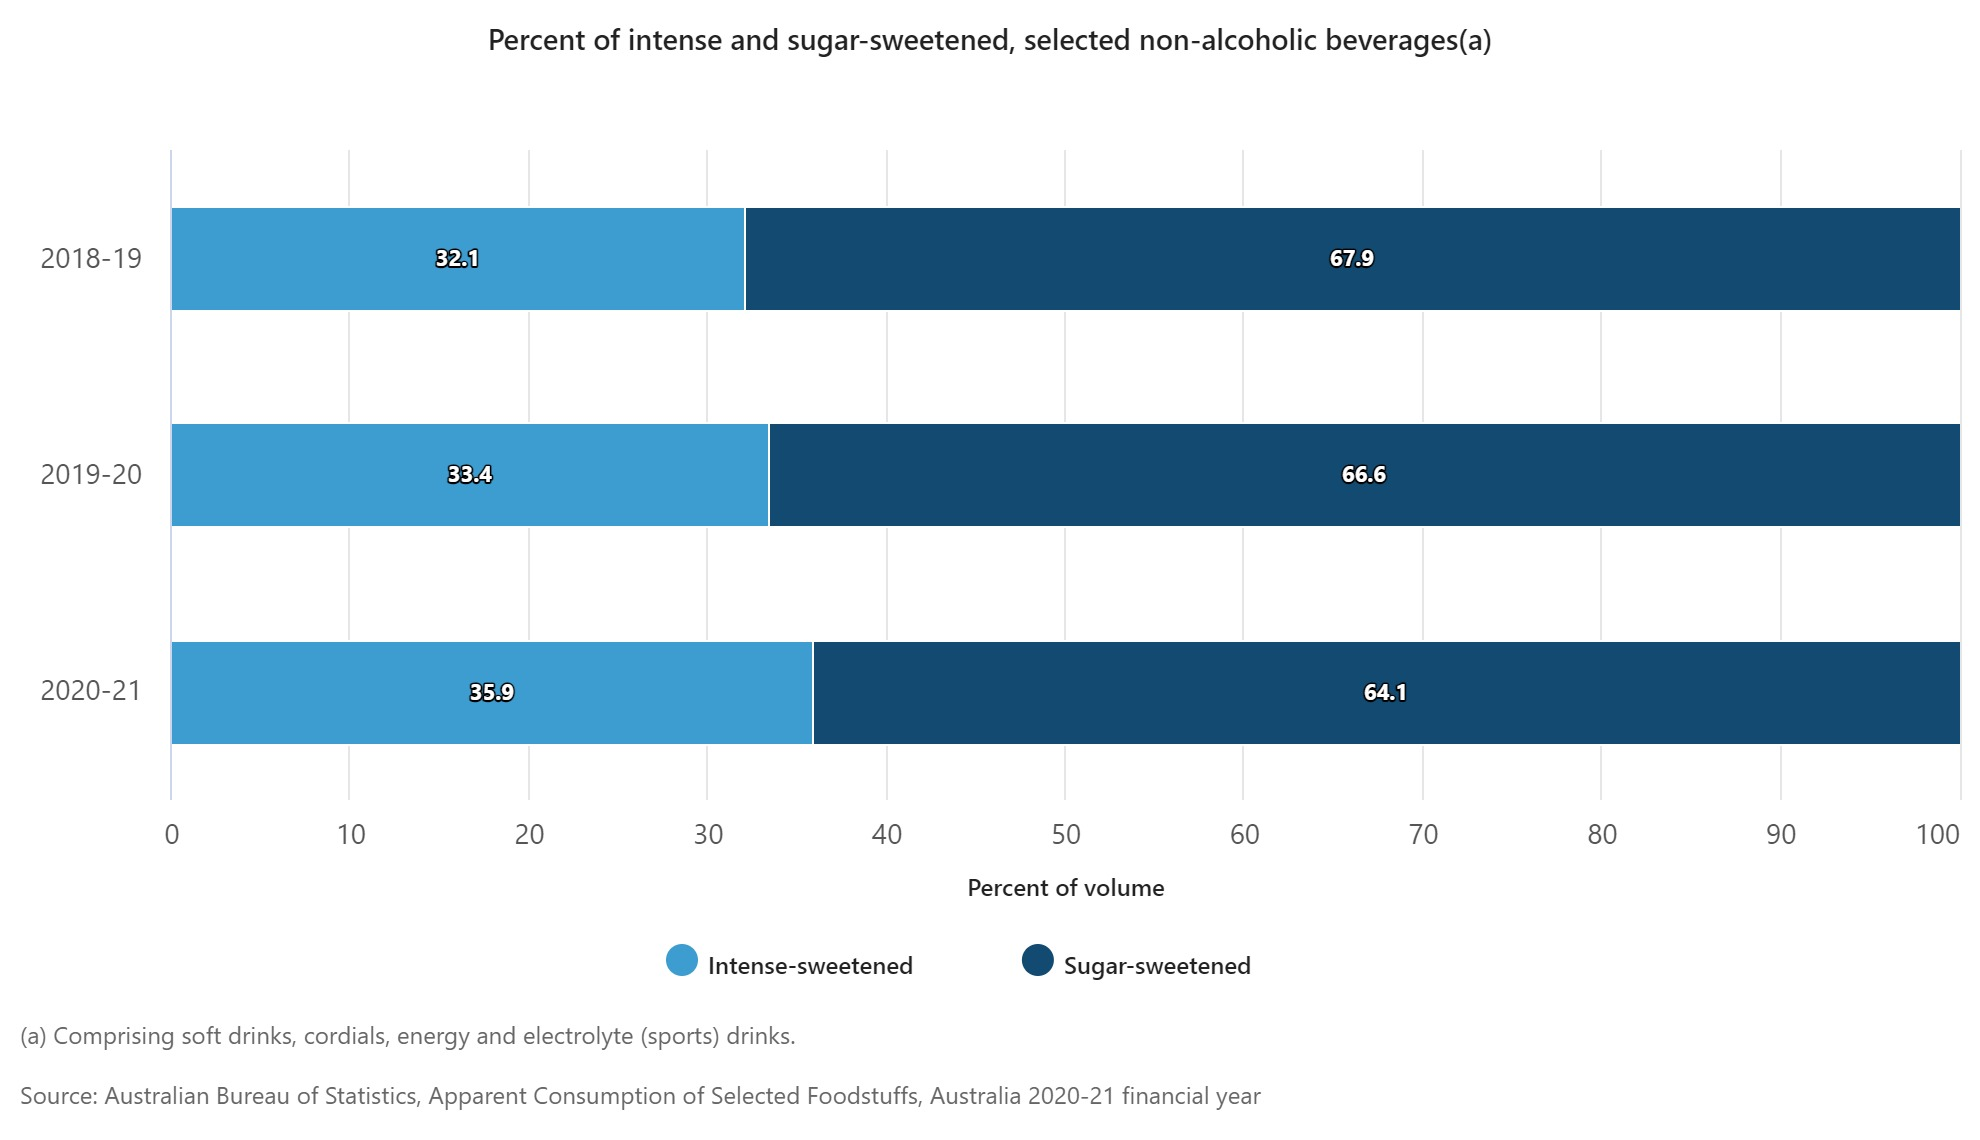 Percent of intense and sugar-sweetened, selected non-alcoholic beverages(a)
2018-19
32.1
67.9
2019-20
33.4
66.6
2020-21
35.9
64.1
0 10 20 30 40 50 60 70 80 90 100
Percent of volume
Intense-sweetened Sugar-sweetened
(a) Comprising soft drinks, cordials, energy and electrolyte (sports) drinks.
Source: Australian Bureau of Statistics, Apparent Consumption of Selected Foodstuffs, Australia 2020-21 financial year